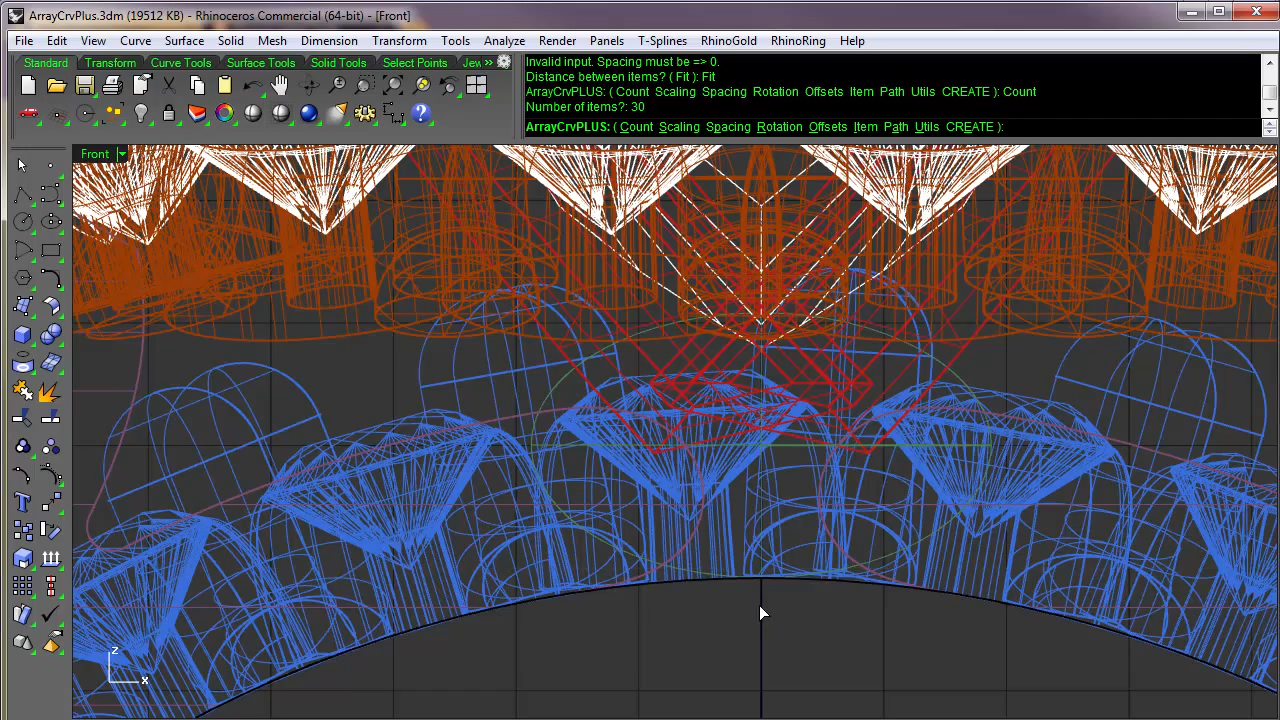 ArrayCrvPlus.3dm (19512 KB) - Rhinoceros Commercial (64-bit) - [Front]
File Edit View Curve Surface Solid Mesh Dimension Transform Tools Analyze Render Panels T-Splines RhinoGold RhinoRing Help
Standard Transform Curve Tools Surface Tools Solid Tools Select Points Jew »
Invalid input. Spacing must be => 0.
Distance between items? ( Fit ): Fit
ArrayCrvPLUS: ( Count Scaling Spacing Rotation Offsets Item Path Utils CREATE ): Count
Number of items?: 30
ArrayCrvPLUS: ( Count Scaling Spacing Rotation Offsets Item Path Utils CREATE ):
Front
z
x